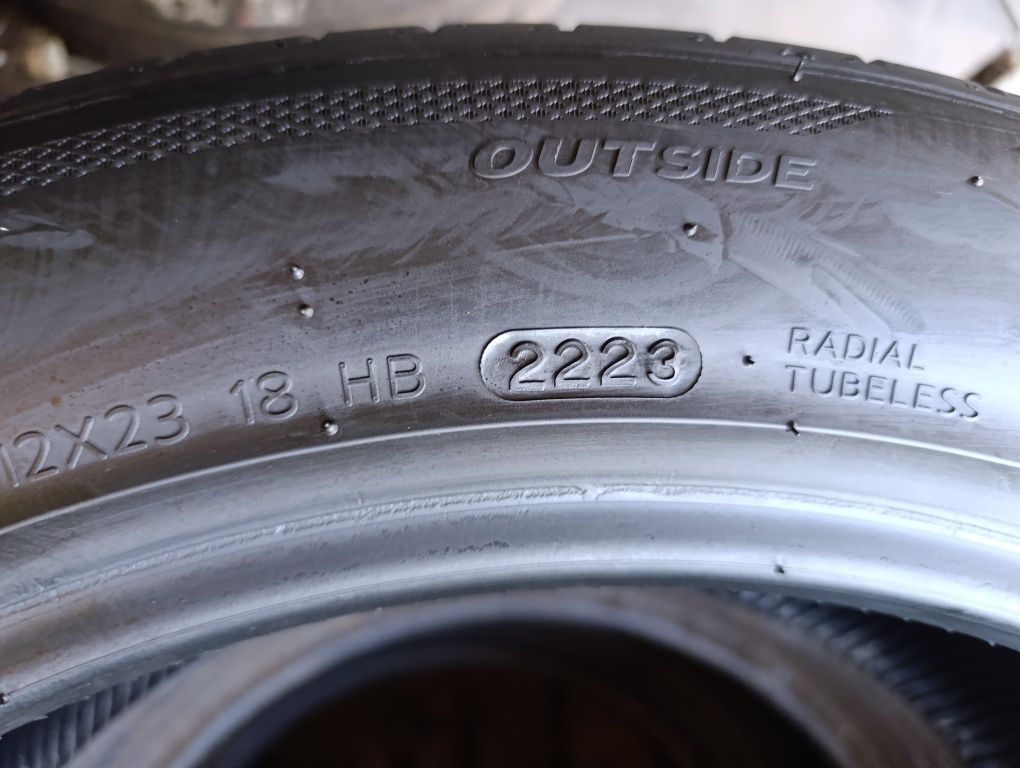 OUTSIDE
12X23 18 HB 2223
RADIAL
TUBELESS